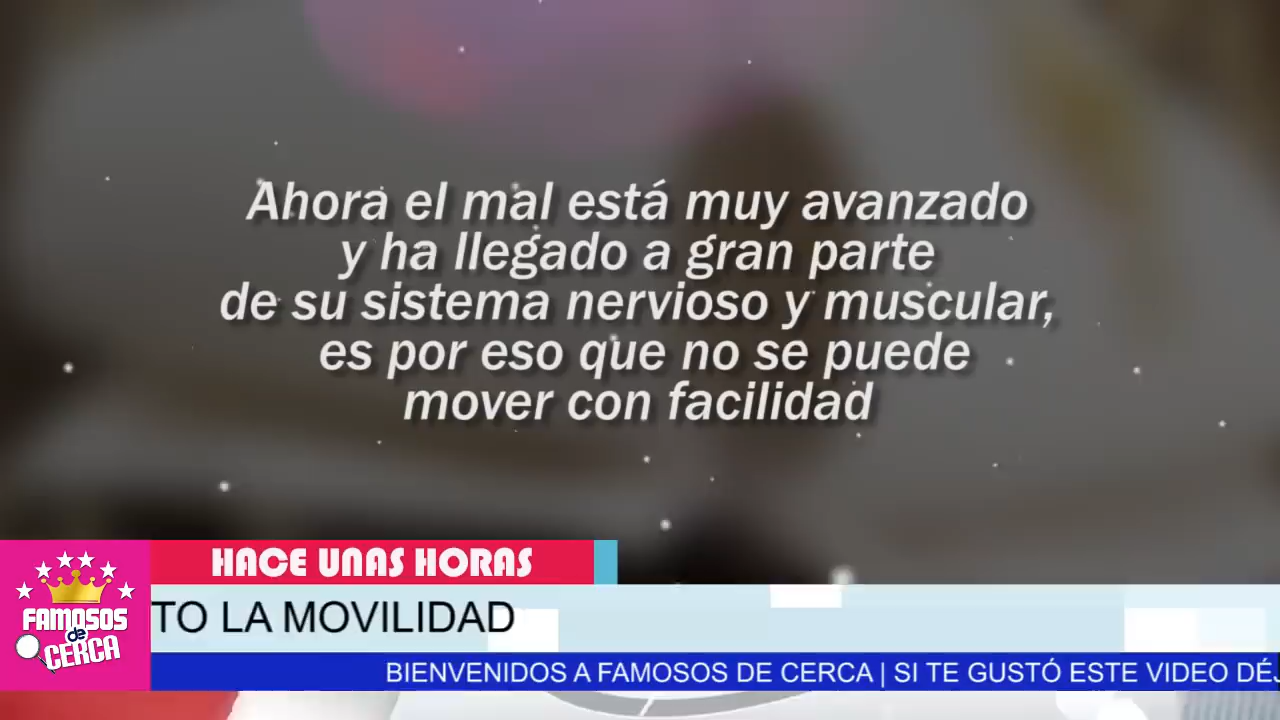 Ahora el mal está muy avanzado
y ha llegado a gran parte
de su sistema nervioso y muscular,
es por eso que no se puede
mover con facilidad
HACE UNAS HORAS
FAMOSOS
de
CERCA
TO LA MOVILIDAD
BIENVENIDOS A FAMOSOS DE CERCA | SI TE GUSTÓ ESTE VIDEO DÉJ